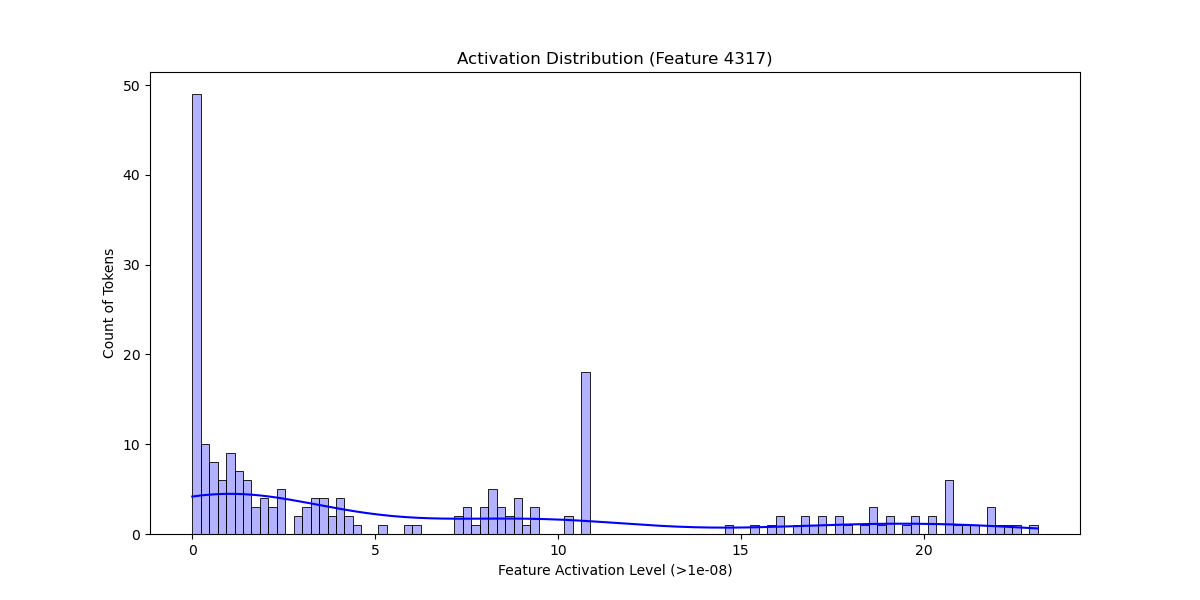 Activation Distribution (Feature 4317)
50
40
30
20
10
0
Count of Tokens
0 5 10 15 20
Feature Activation Level (>1e-08)